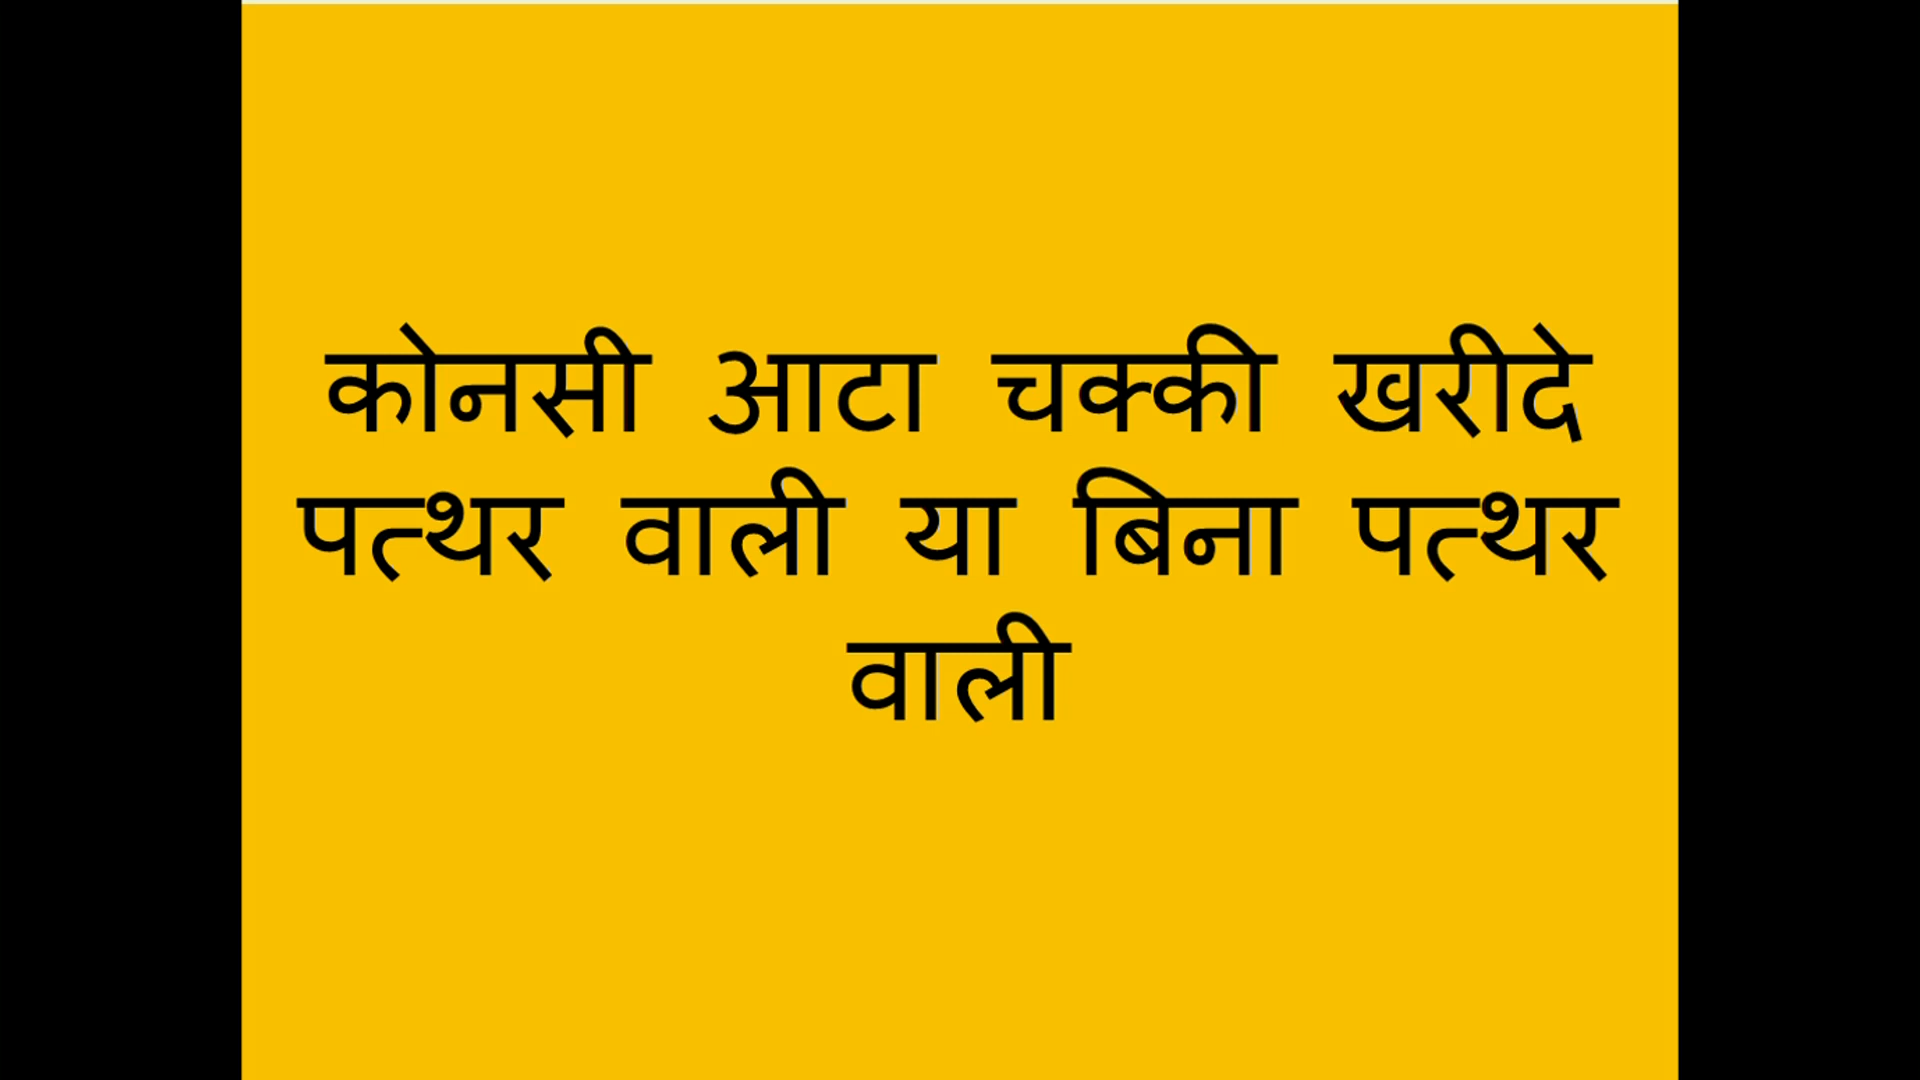 कोनसी आटा चक्की खरीदे
पत्थर वाली या बिना पत्थर
वाली